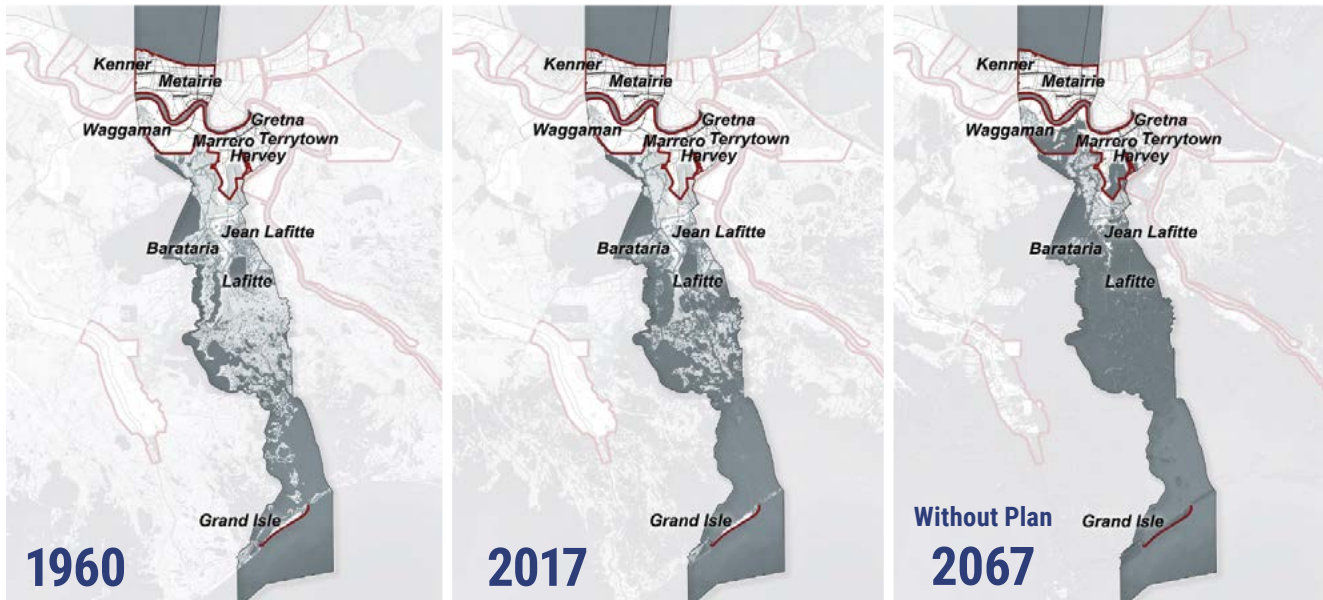 Kenner
Metairie
Waggaman
Gretna
Marrero
Terrytown
Harvey
Jean Lafitte
Barataria
Lafitte
Grand Isle
1960
Kenner
Metairie
Waggaman
Gretna
Marrero
Terrytown
Harvey
Jean Lafitte
Barataria
Lafitte
Grand Isle
2017
Kenner
Metairie
Waggaman
Gretna
Marrero
Terrytown
Harvey
Jean Lafitte
Barataria
Lafitte
Without Plan
Grand Isle
2067